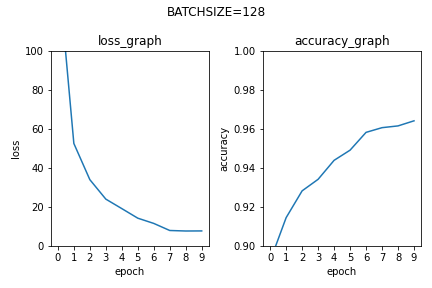 BATCHSIZE=128
loss_graph
100
80
60
40
20
0
loss
0 1 2 3 4 5 6 7 8 9
epoch
accuracy_graph
1.00
0.98
0.96
0.94
0.92
0.90
accuracy
0 1 2 3 4 5 6 7 8 9
epoch